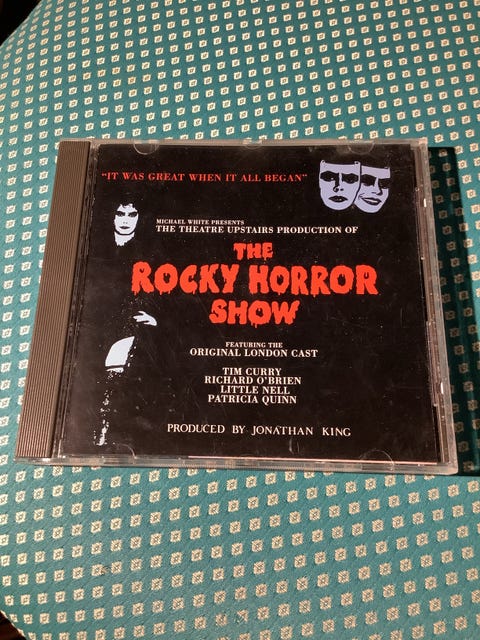 "IT WAS GREAT WHEN IT ALL BEGAN"
MICHAEL WHITE PRESENTS
THE THEATRE UPSTAIRS PRODUCTION OF
THE
ROCKY HORROR
SHOW
FEATURING THE
ORIGINAL LONDON CAST
TIM CURRY
RICHARD O'BRIEN
LITTLE NELL
PATRICIA QUINN
PRODUCED BY JONATHAN KING